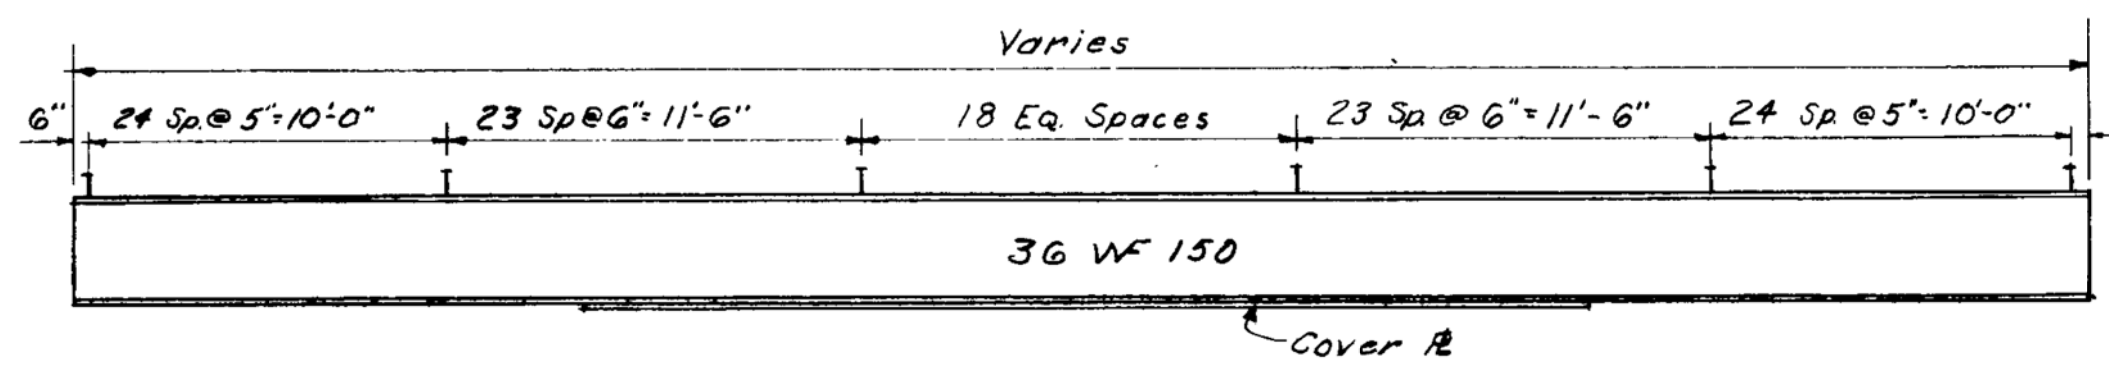 Varies
6" 24 Sp. @ 5" = 10'-0" 23 Sp @ 6" = 11'-6" 18 Eq. Spaces 23 Sp. @ 6" = 11'-6" 24 Sp. @ 5" = 10'-0"
36 WF 150
Cover ℄